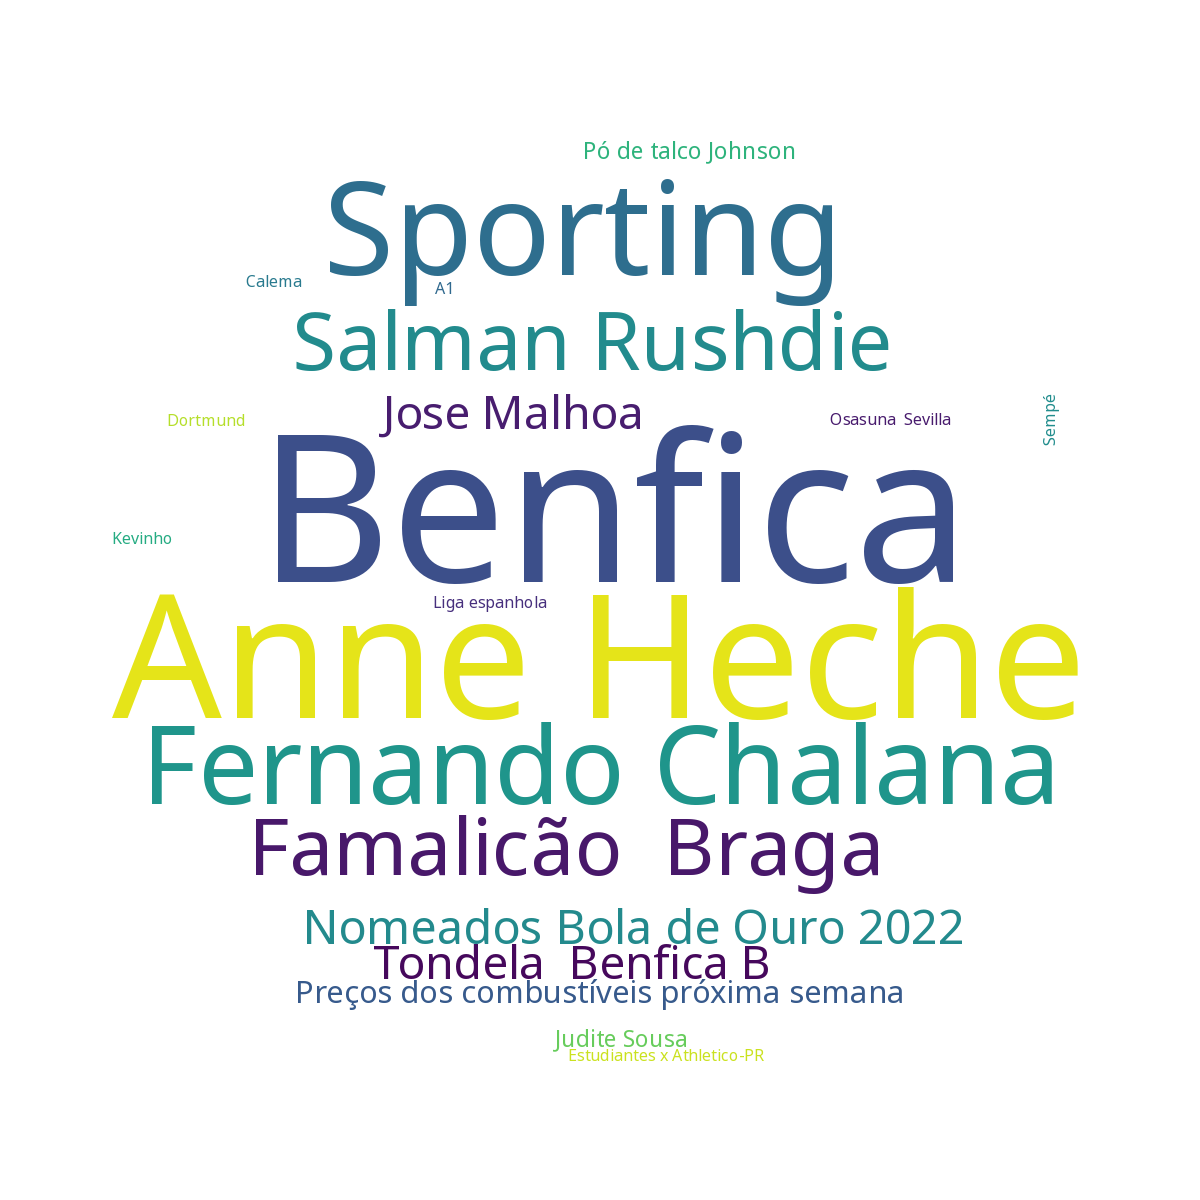 Pó de talco Johnson
Sporting
Calema
A1
Salman Rushdie
Jose Malhoa
Dortmund
Osasuna  Sevilla
Sempé
Benfica
Kevinho
Liga espanhola
Anne Heche
Fernando Chalana
Famalicão  Braga
Nomeados Bola de Ouro 2022
Tondela  Benfica B
Preços dos combustíveis próxima semana
Judite Sousa
Estudiantes x Athletico-PR